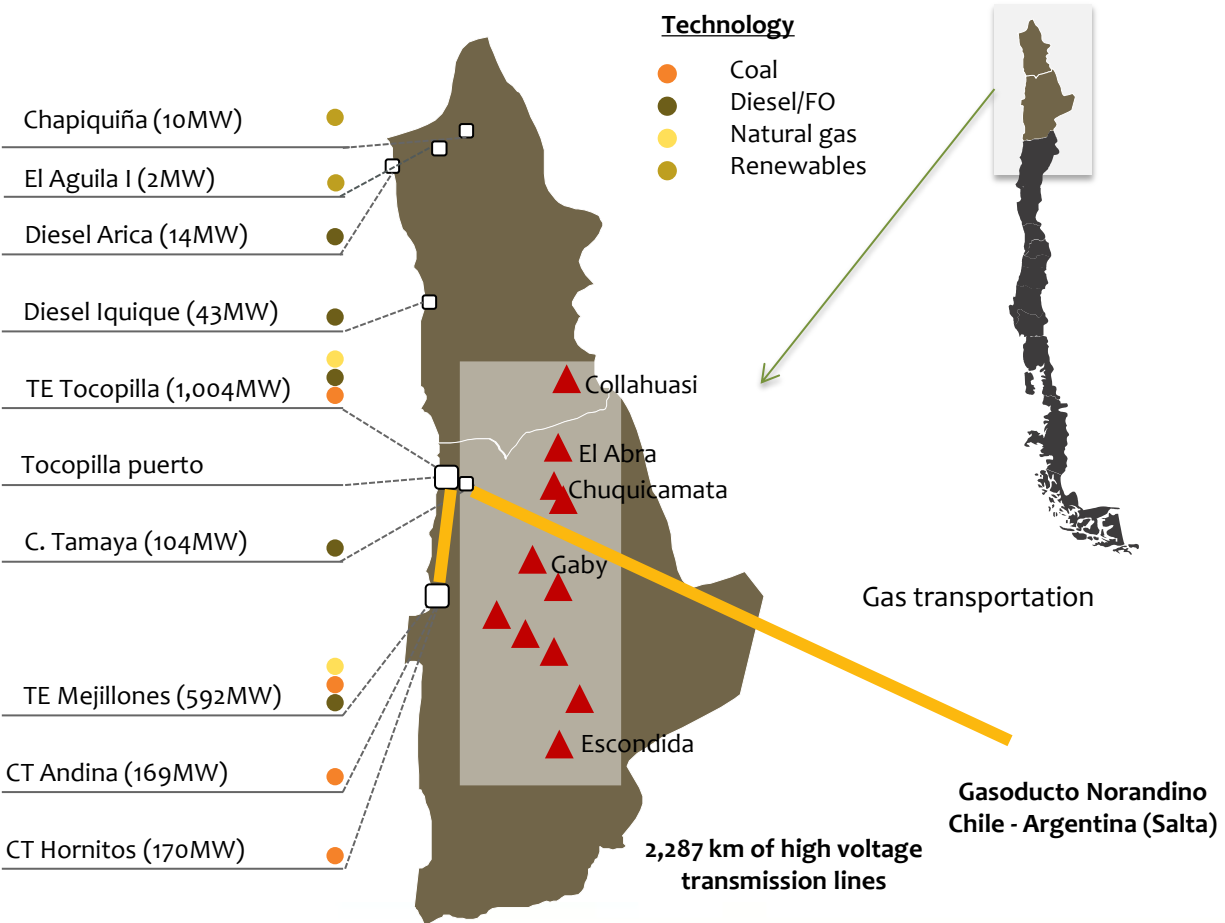 Technology
Coal
Diesel/FO
Natural gas
Renewables
Chapiquiña (10MW)
El Aguila I (2MW)
Diesel Arica (14MW)
Diesel Iquique (43MW)
TE Tocopilla (1,004MW)
Tocopilla puerto
C. Tamaya (104MW)
TE Mejillones (592MW)
CT Andina (169MW)
CT Hornitos (170MW)
Collahuasi
El Abra
Chuquicamata
Gaby
Escondida
Gas transportation
Gasoducto Norandino
Chile - Argentina (Salta)
2,287 km of high voltage
transmission lines